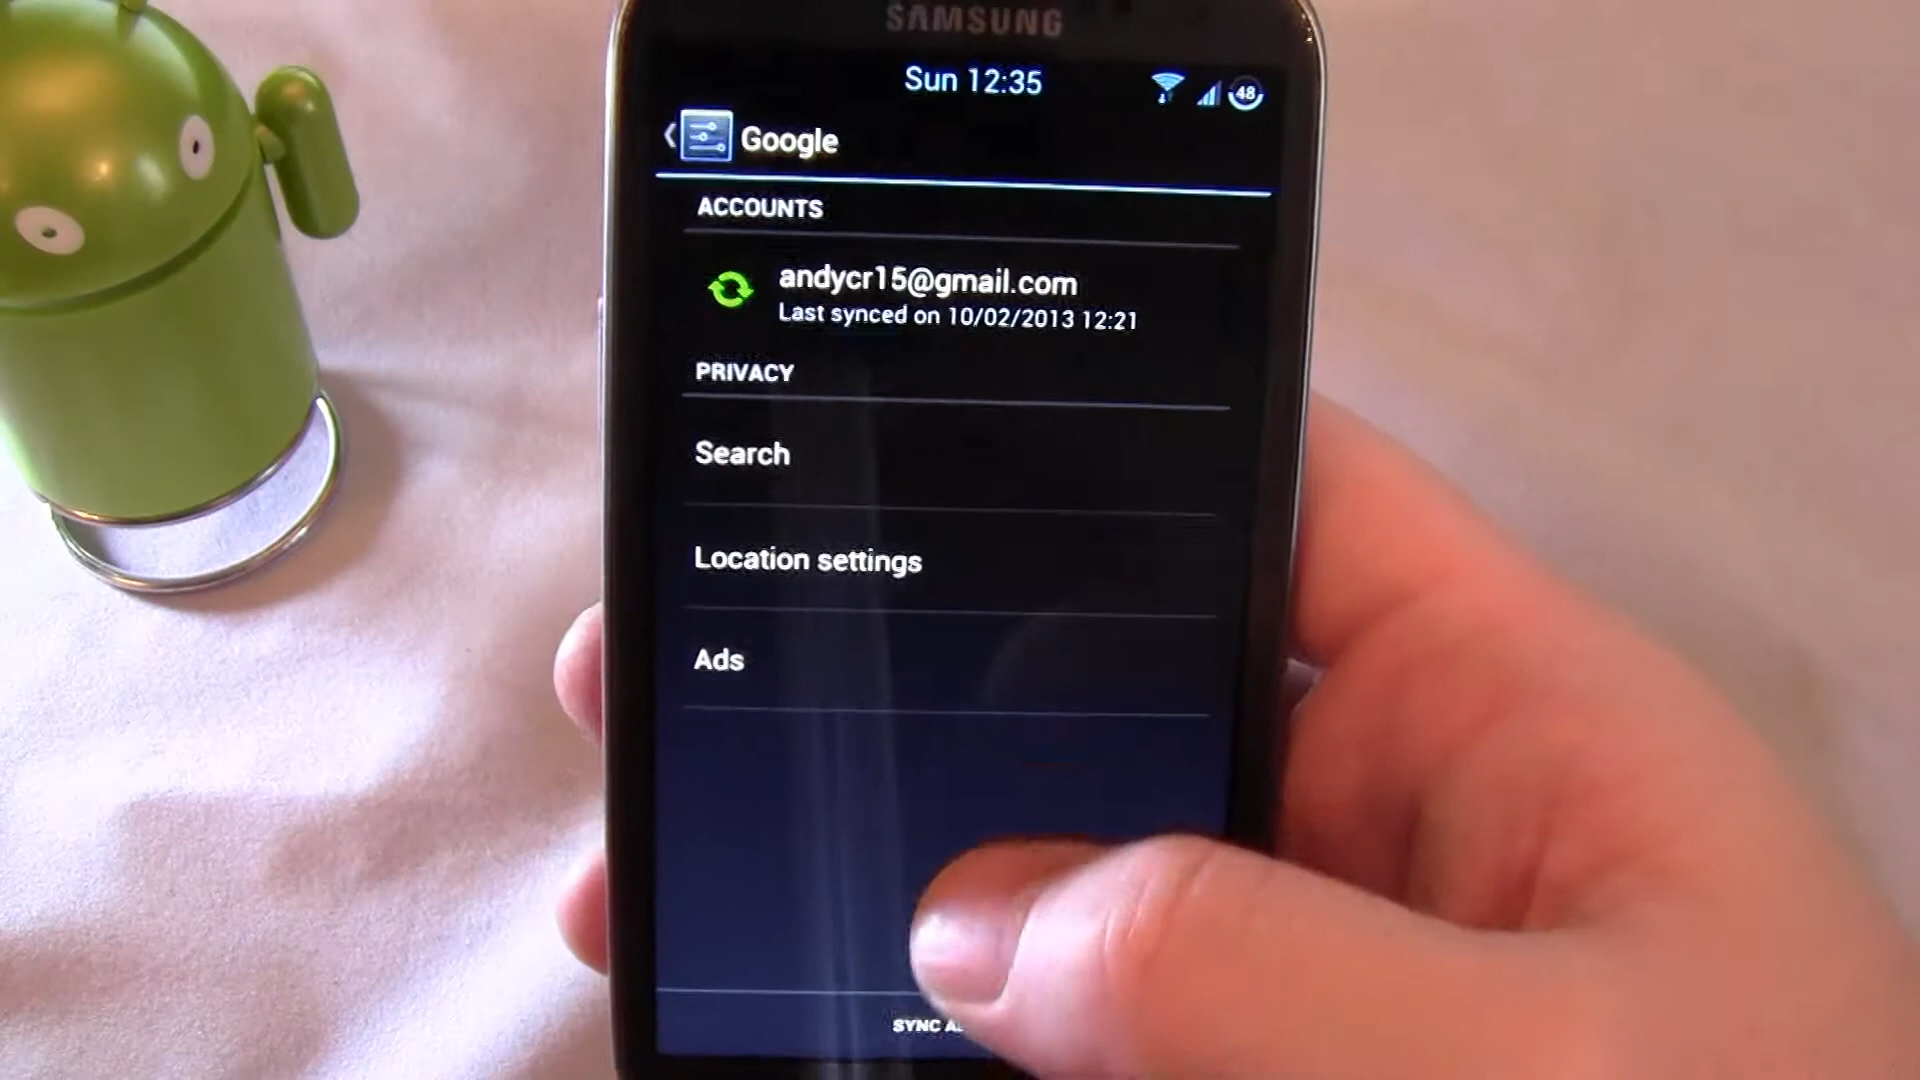 SAMSUNG
Sun 12:35
48
Google
ACCOUNTS
andycr15@gmail.com
Last synced on 10/02/2013 12:21
PRIVACY
Search
Location settings
Ads
SYNC